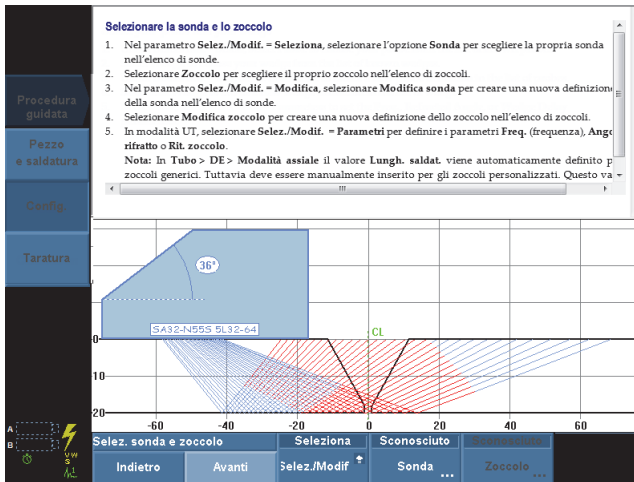 Selezionare la sonda e lo zoccolo
1. Nel parametro Selez./Modif. = Seleziona, selezionare l'opzione Sonda per scegliere la propria sonda
nell'elenco di sonde.
2. Selezionare Zoccolo per scegliere il proprio zoccolo nell'elenco di zoccoli.
3. Nel parametro Selez./Modif. = Modifica, selezionare Modifica sonda per creare una nuova definizione
della sonda nell'elenco di sonde.
4. Selezionare Modifica zoccolo per creare una nuova definizione dello zoccolo nell'elenco di zoccoli.
5. In modalità UT, selezionare Selez./Modif. = Parametri per definire i parametri Freq. (frequenza), Ango
rifratto o Rit. zoccolo.
Nota: In Tubo > DE > Modalità assiale il valore Lungh. saldat. viene automaticamente definito p
zoccoli generici. Tuttavia deve essere manualmente inserito per gli zoccoli personalizzati. Questo va
Procedura
guidata
Pezzo
e saldatura
Config.
Taratura
36°
SA32-N55S 5L32-64
CL
0
10
20
-60 -40 -20 0 20 40 60
A
B
V W
S
Selez. sonda e zoccolo
Indietro
Avanti
Seleziona
Selez./Modif
Sconosciuto
Sonda
...
Sconosciuto
Zoccolo
...